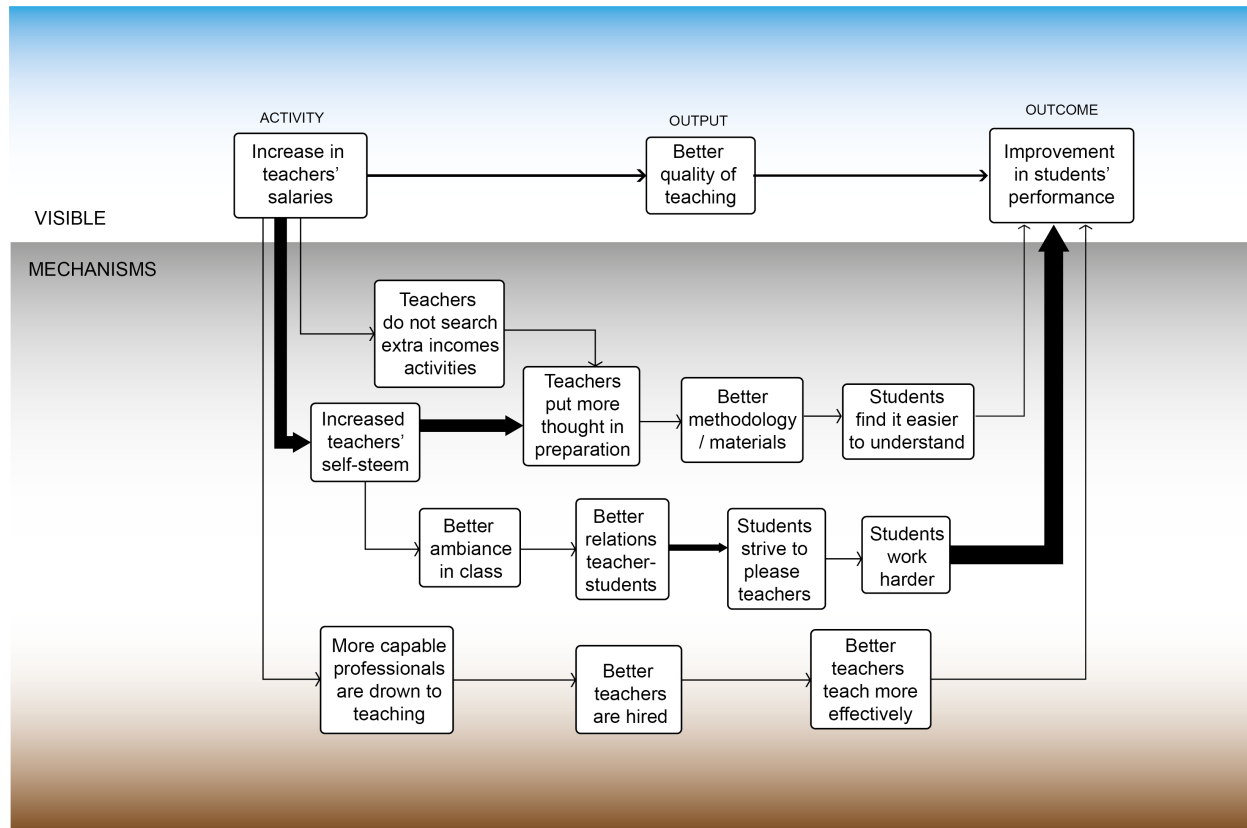 ACTIVITY
Increase in
teachers’
salaries
OUTPUT
Better
quality of
teaching
OUTCOME
Improvement
in students’
performance
VISIBLE
MECHANISMS
Teachers
do not search
extra incomes
activities
Increased
teachers’
self-steem
Teachers
put more
thought in
preparation
Better
methodology
/ materials
Students
find it easier
to understand
Better
ambiance
in class
Better
relations
teacher-
students
Students
strive to
please
teachers
Students
work
harder
More capable
professionals
are drown to
teaching
Better
teachers
are hired
Better
teachers
teach more
effectively